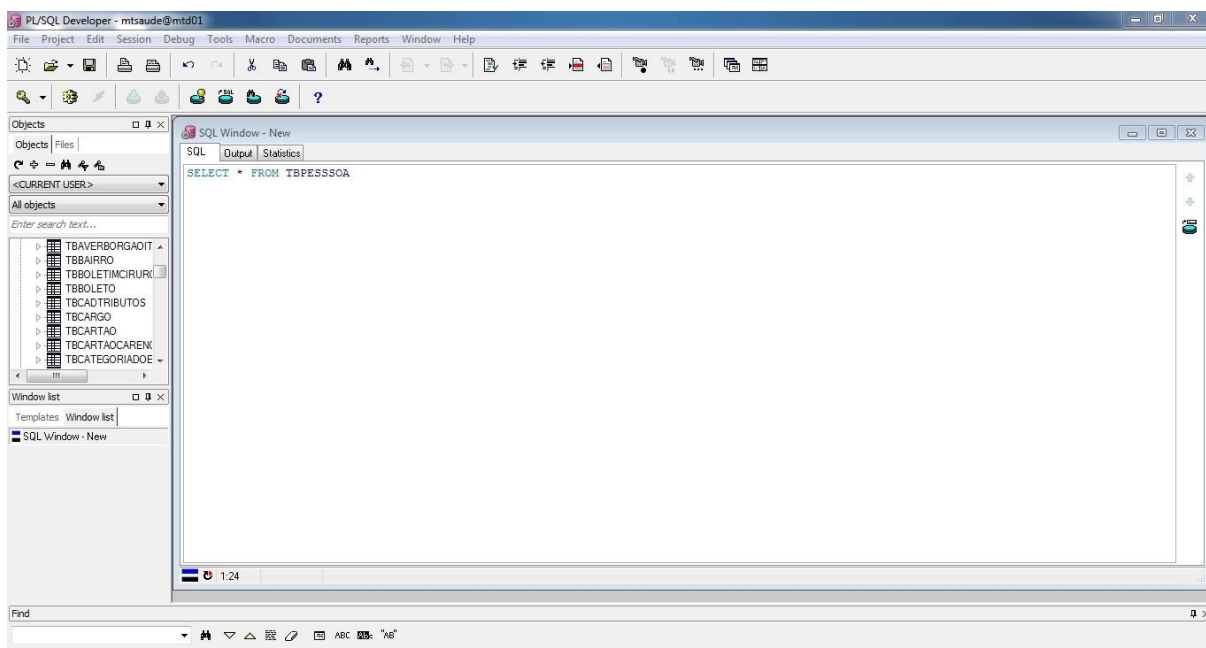 PL/SQL Developer - mtsaude@mtd01
File Project Edit Session Debug Tools Macro Documents Reports Window Help
Objects
Objects Files
<CURRENT USER>
All objects
Enter search text...
TBAVERBORGAOIT
TBBAIRRO
TBBOLETIMCIRURG
TBBOLETO
TBCADTRIBUTOS
TBCARGO
TBCARTAO
TBCARTAOCARENC
TBCATEGORIADOE
Window list
Templates Window list
SQL Window - New
SQL Window - New
SQL Output Statistics
SELECT * FROM TBPESSSOA
1:24
Find
ABC "AB"